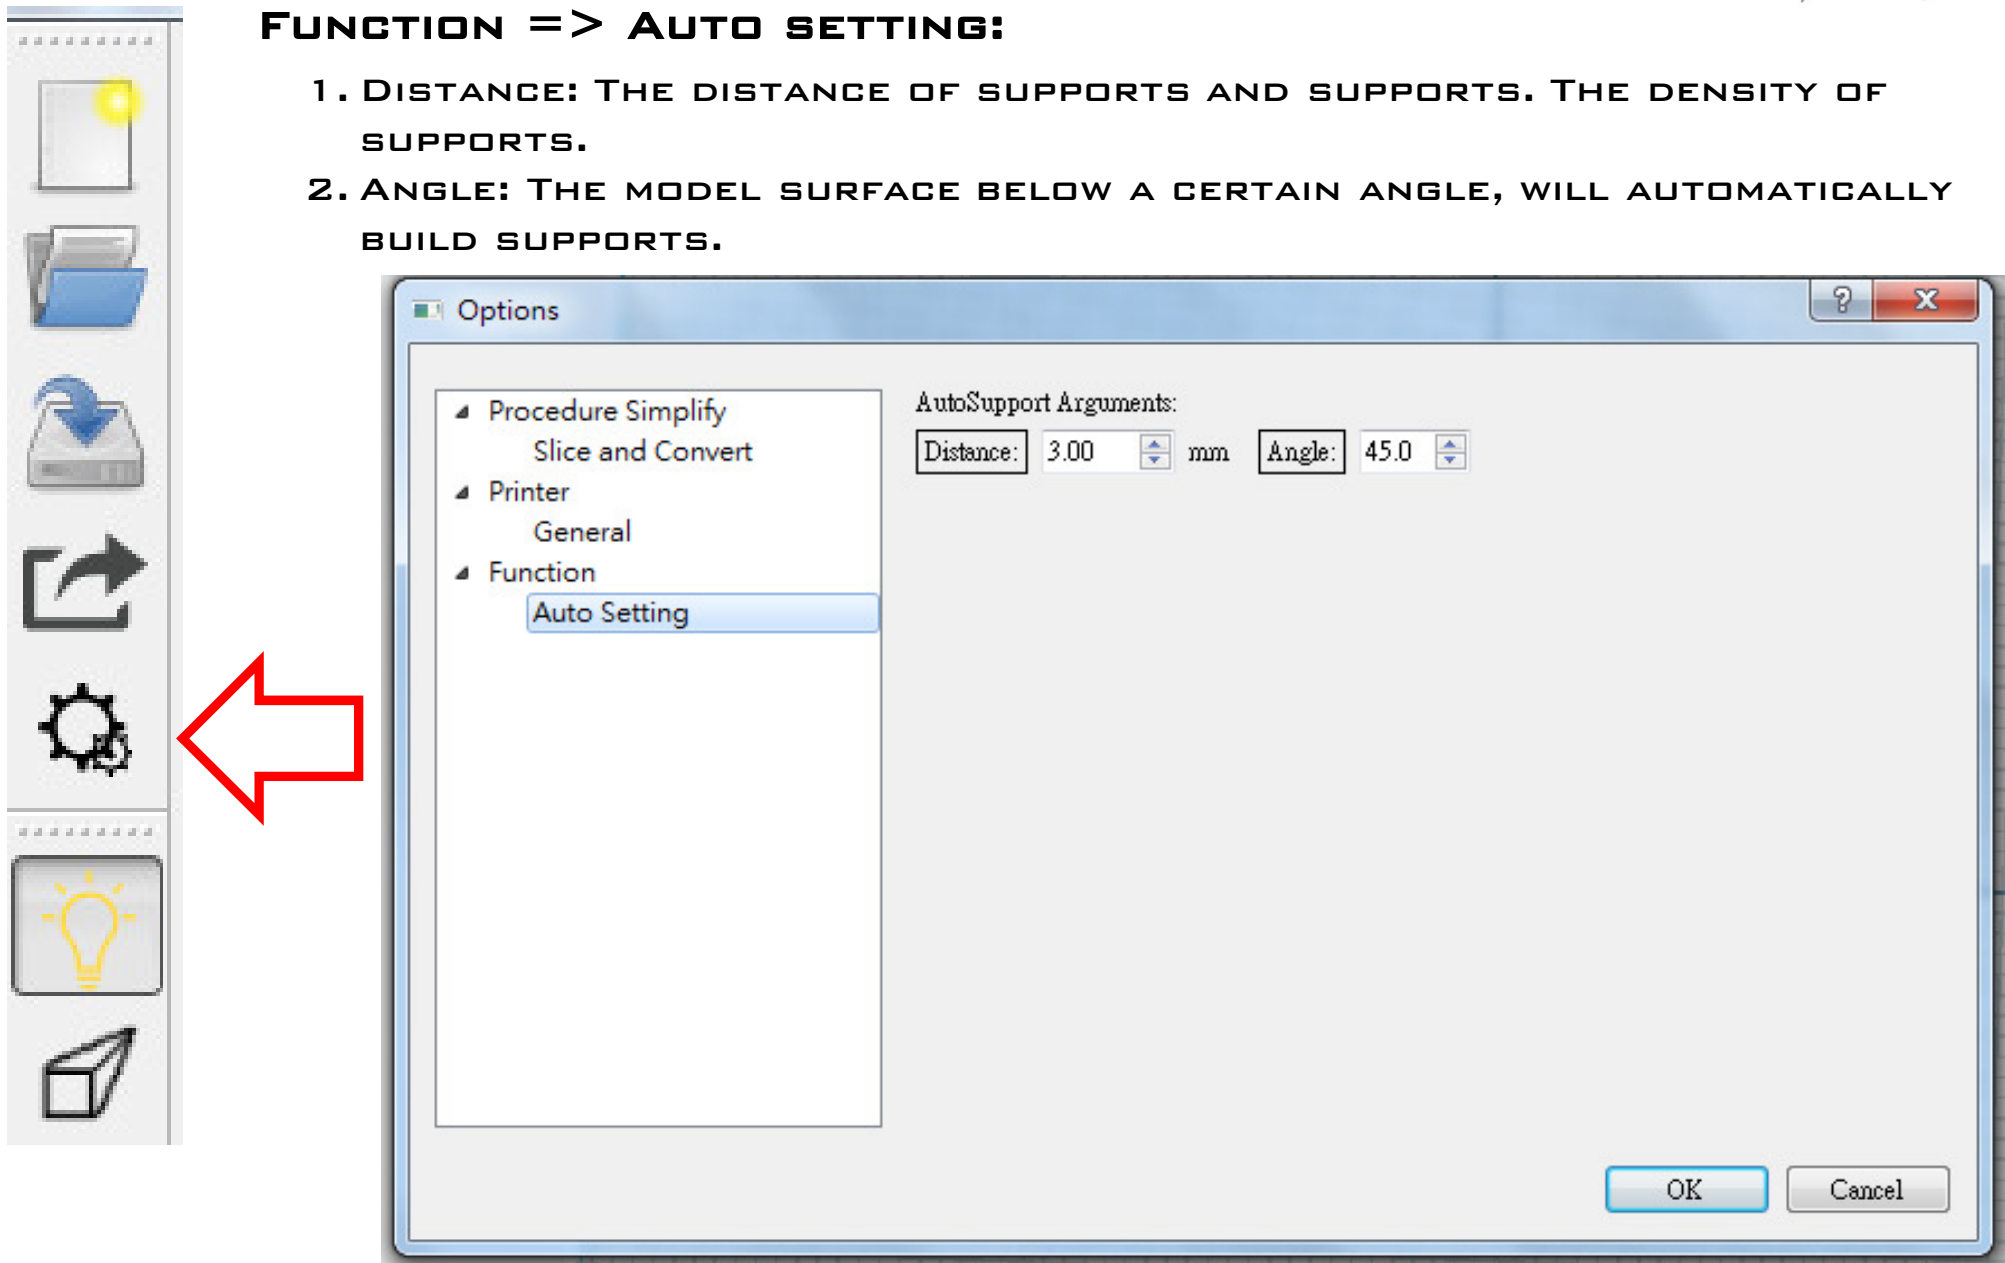 Function => Auto setting:
1. Distance: The distance of supports and supports. The density of
supports.
2. Angle: The model surface below a certain angle, will automatically
build supports.
Options
Procedure Simplify
Slice and Convert
Printer
General
Function
Auto Setting
AutoSupport Arguments:
Distance: 3.00 mm Angle: 45.0
OK Cancel